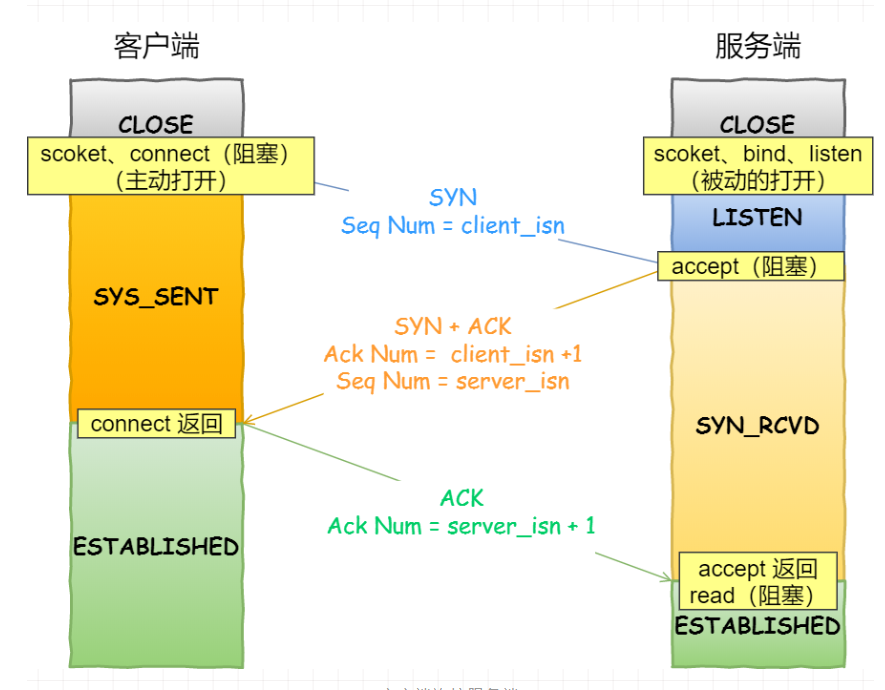 客户端
服务端
CLOSE
CLOSE
scoket、connect（阻塞）
（主动打开）
scoket、bind、listen
（被动的打开）
SYN
Seq Num = client_isn
LISTEN
accept（阻塞）
SYS_SENT
SYN + ACK
Ack Num = client_isn +1
Seq Num = server_isn
connect 返回
SYN_RCVD
ACK
Ack Num = server_isn + 1
ESTABLISHED
accept 返回
read（阻塞）
ESTABLISHED